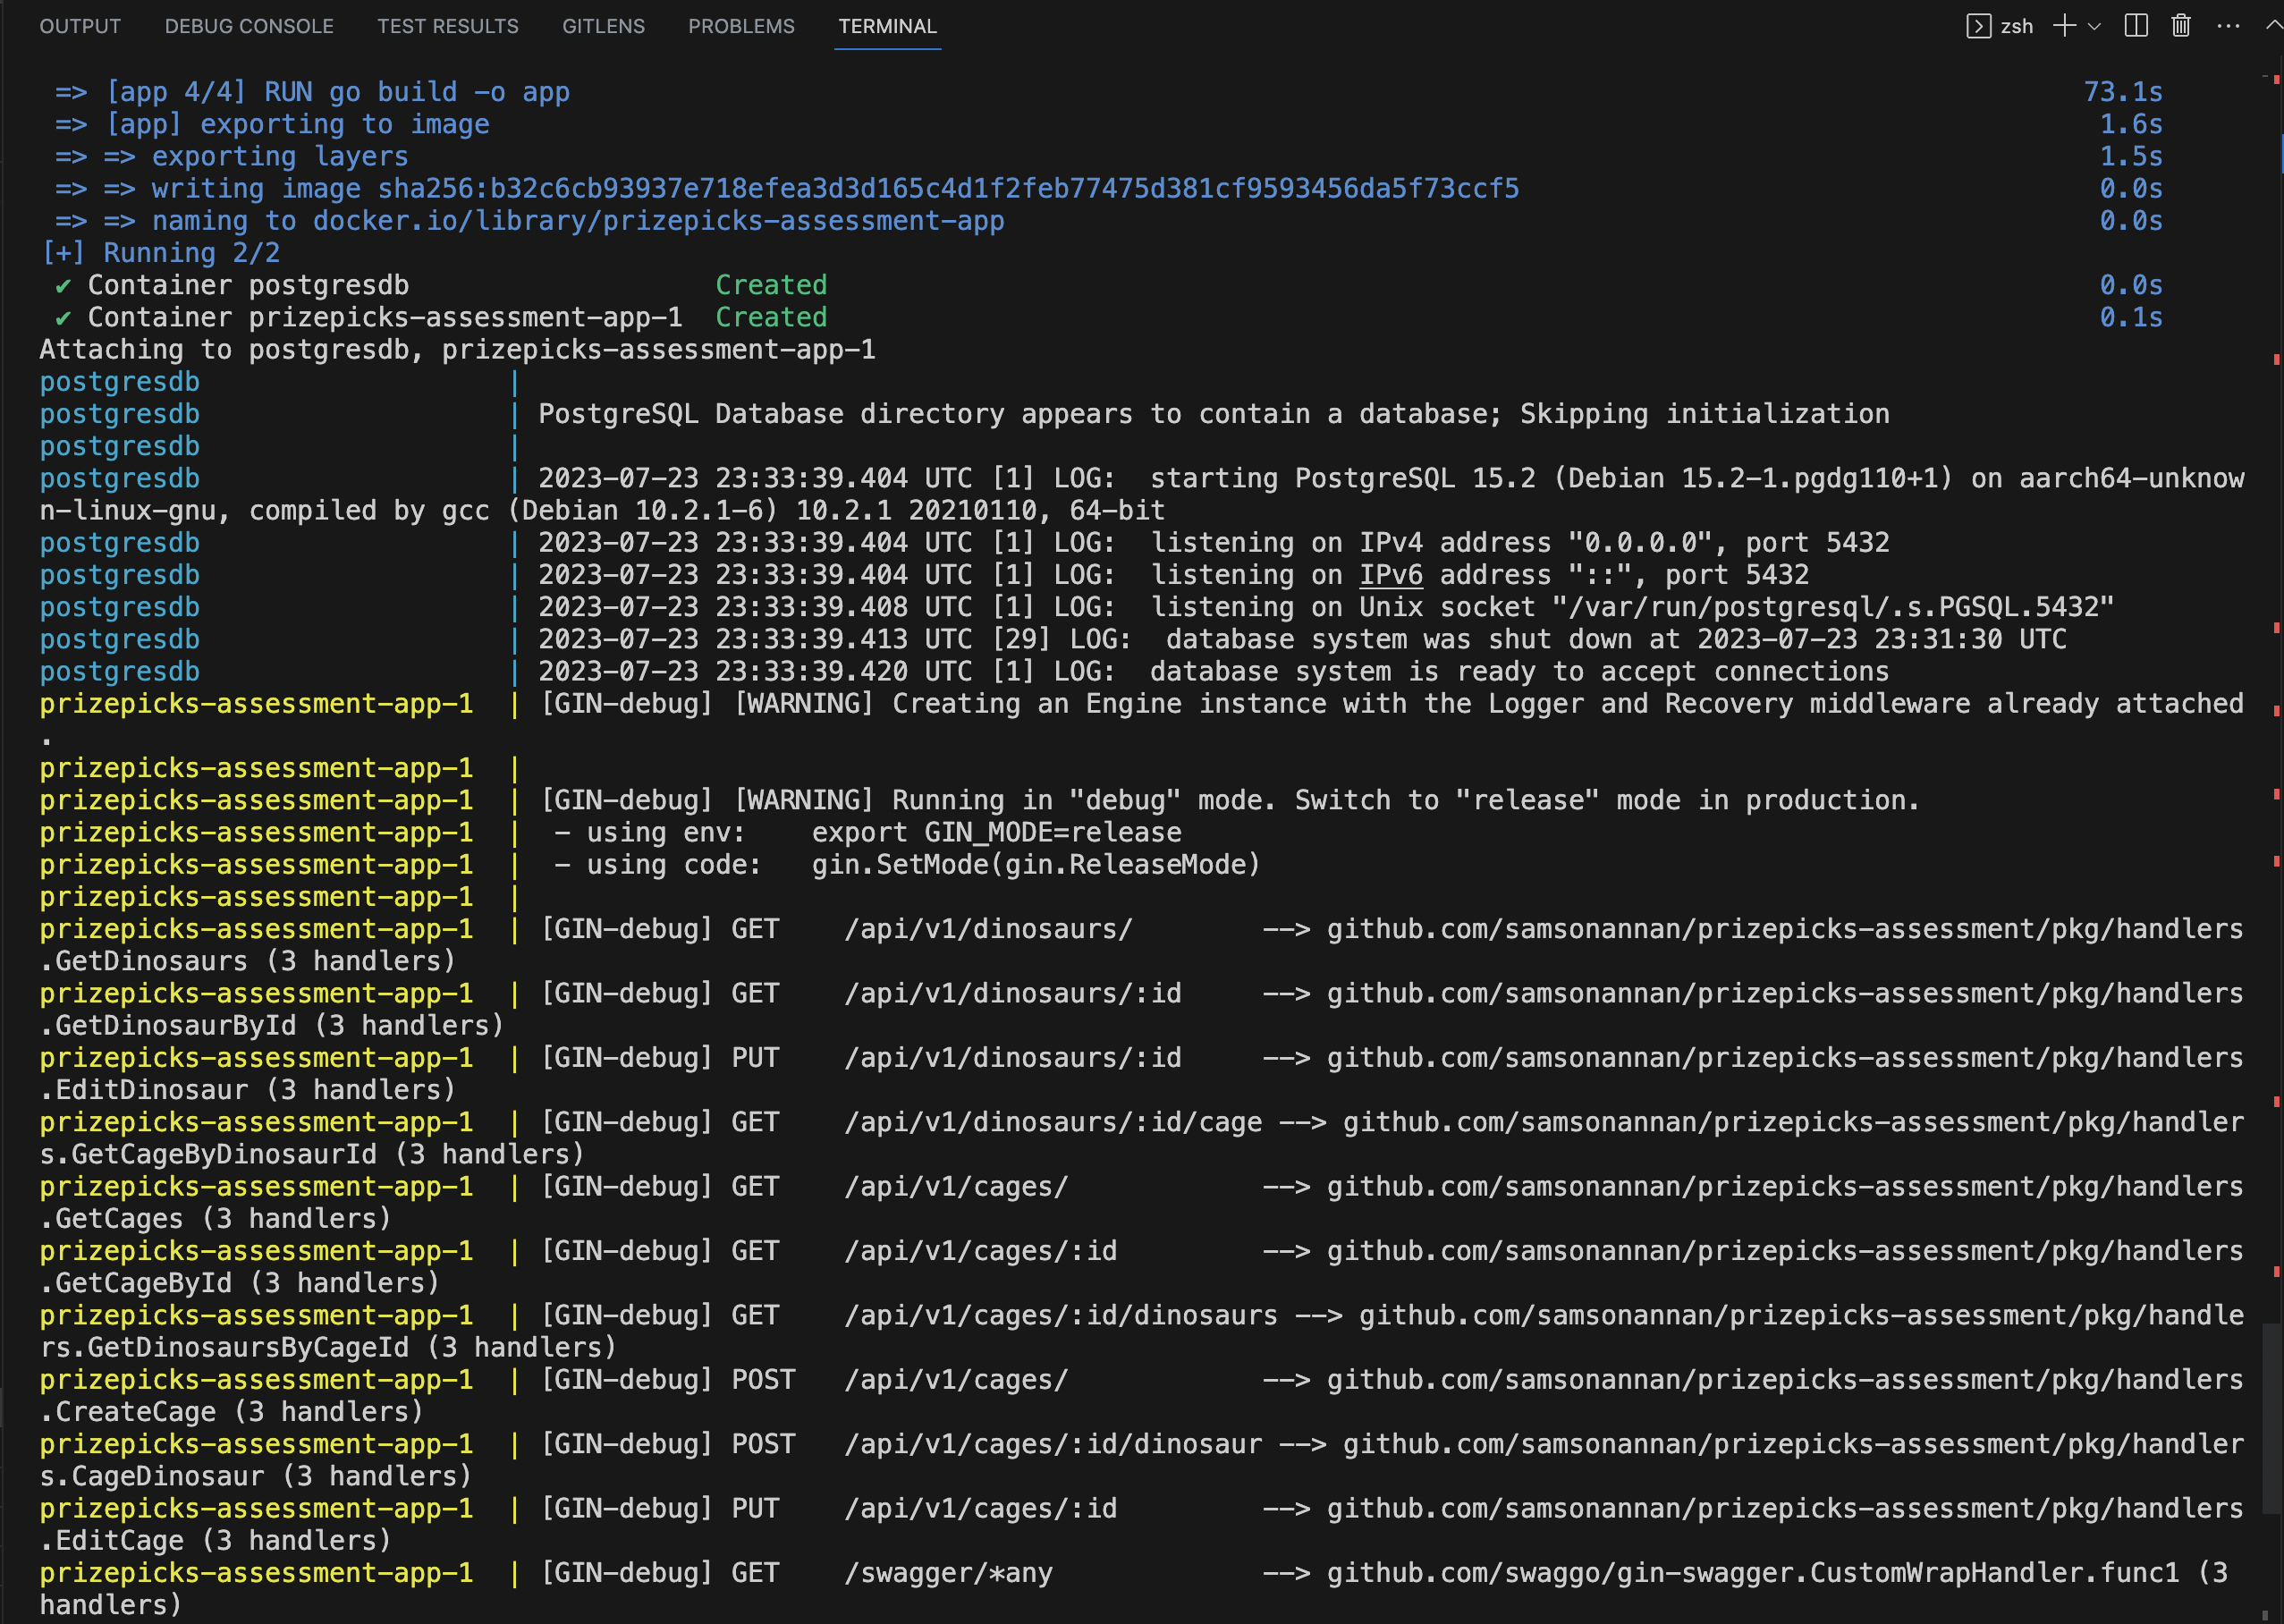 OUTPUT DEBUG CONSOLE TEST RESULTS GITLENS PROBLEMS TERMINAL zsh
=> [app 4/4] RUN go build -o app 73.1s
=> [app] exporting to image 1.6s
=> => exporting layers 1.5s
=> => writing image sha256:b32c6cb93937e718efea3d3d165c4d1f2feb77475d381cf9593456da5f73ccf5 0.0s
=> => naming to docker.io/library/prizepicks-assessment-app 0.0s
[+] Running 2/2
✔ Container postgresdb Created 0.0s
✔ Container prizepicks-assessment-app-1 Created 0.1s
Attaching to postgresdb, prizepicks-assessment-app-1
postgresdb |
postgresdb | PostgreSQL Database directory appears to contain a database; Skipping initialization
postgresdb |
postgresdb | 2023-07-23 23:33:39.404 UTC [1] LOG:  starting PostgreSQL 15.2 (Debian 15.2-1.pgdg110+1) on aarch64-unknow
n-linux-gnu, compiled by gcc (Debian 10.2.1-6) 10.2.1 20210110, 64-bit
postgresdb | 2023-07-23 23:33:39.404 UTC [1] LOG:  listening on IPv4 address "0.0.0.0", port 5432
postgresdb | 2023-07-23 23:33:39.404 UTC [1] LOG:  listening on IPv6 address "::", port 5432
postgresdb | 2023-07-23 23:33:39.408 UTC [1] LOG:  listening on Unix socket "/var/run/postgresql/.s.PGSQL.5432"
postgresdb | 2023-07-23 23:33:39.413 UTC [29] LOG:  database system was shut down at 2023-07-23 23:31:30 UTC
postgresdb | 2023-07-23 23:33:39.420 UTC [1] LOG:  database system is ready to accept connections
prizepicks-assessment-app-1 | [GIN-debug] [WARNING] Creating an Engine instance with the Logger and Recovery middleware already attached
.
prizepicks-assessment-app-1 |
prizepicks-assessment-app-1 | [GIN-debug] [WARNING] Running in "debug" mode. Switch to "release" mode in production.
prizepicks-assessment-app-1 | - using env: export GIN_MODE=release
prizepicks-assessment-app-1 | - using code: gin.SetMode(gin.ReleaseMode)
prizepicks-assessment-app-1 |
prizepicks-assessment-app-1 | [GIN-debug] GET /api/v1/dinosaurs/ --> github.com/samsonannan/prizepicks-assessment/pkg/handlers
.GetDinosaurs (3 handlers)
prizepicks-assessment-app-1 | [GIN-debug] GET /api/v1/dinosaurs/:id --> github.com/samsonannan/prizepicks-assessment/pkg/handlers
.GetDinosaurById (3 handlers)
prizepicks-assessment-app-1 | [GIN-debug] PUT /api/v1/dinosaurs/:id --> github.com/samsonannan/prizepicks-assessment/pkg/handlers
.EditDinosaur (3 handlers)
prizepicks-assessment-app-1 | [GIN-debug] GET /api/v1/dinosaurs/:id/cage --> github.com/samsonannan/prizepicks-assessment/pkg/handler
s.GetCageByDinosaurId (3 handlers)
prizepicks-assessment-app-1 | [GIN-debug] GET /api/v1/cages/ --> github.com/samsonannan/prizepicks-assessment/pkg/handlers
.GetCages (3 handlers)
prizepicks-assessment-app-1 | [GIN-debug] GET /api/v1/cages/:id --> github.com/samsonannan/prizepicks-assessment/pkg/handlers
.GetCageById (3 handlers)
prizepicks-assessment-app-1 | [GIN-debug] GET /api/v1/cages/:id/dinosaurs --> github.com/samsonannan/prizepicks-assessment/pkg/handle
rs.GetDinosaursByCageId (3 handlers)
prizepicks-assessment-app-1 | [GIN-debug] POST /api/v1/cages/ --> github.com/samsonannan/prizepicks-assessment/pkg/handlers
.CreateCage (3 handlers)
prizepicks-assessment-app-1 | [GIN-debug] POST /api/v1/cages/:id/dinosaur --> github.com/samsonannan/prizepicks-assessment/pkg/handler
s.CageDinosaur (3 handlers)
prizepicks-assessment-app-1 | [GIN-debug] PUT /api/v1/cages/:id --> github.com/samsonannan/prizepicks-assessment/pkg/handlers
.EditCage (3 handlers)
prizepicks-assessment-app-1 | [GIN-debug] GET /swagger/*any --> github.com/swaggo/gin-swagger.CustomWrapHandler.func1 (3
handlers)